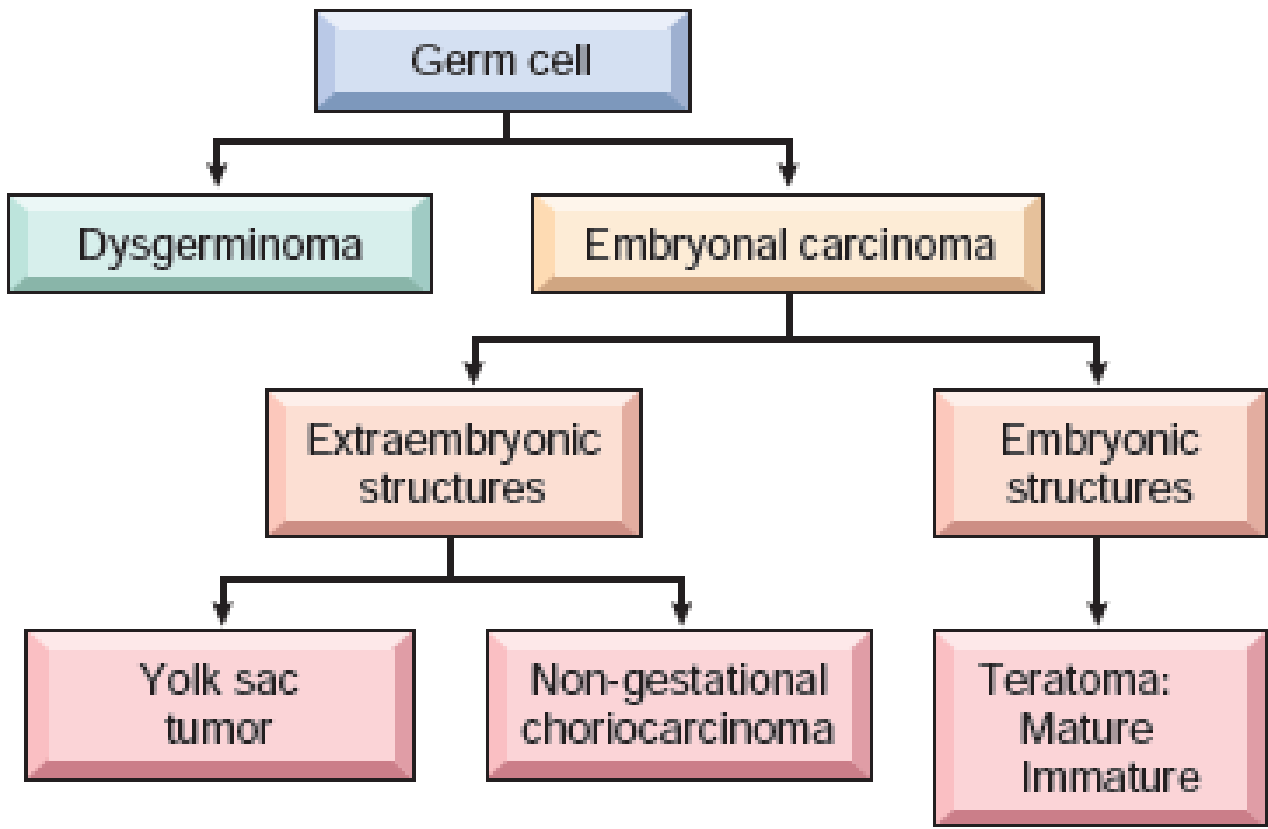 Germ cell
Dysgerminoma
Embryonal carcinoma
Extraembryonic
structures
Embryonic
structures
Yolk sac
tumor
Non-gestational
choriocarcinoma
Teratoma:
Mature
Immature